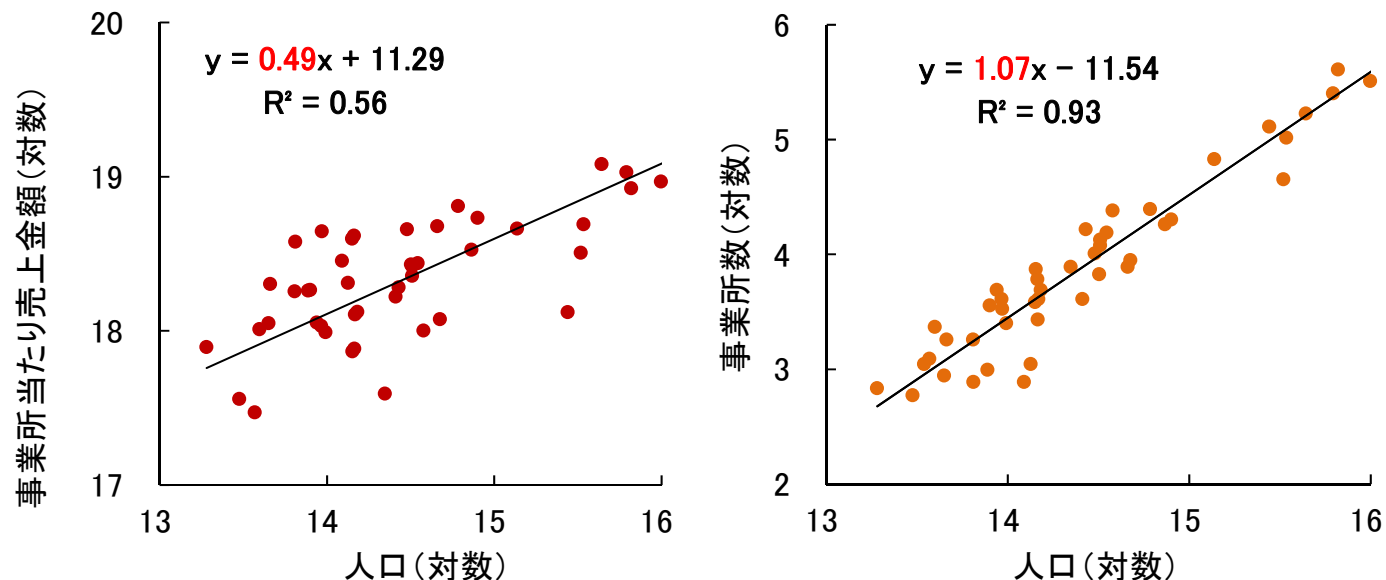 事業所当たり売上金額（対数）
20
19
18
17
y = 0.49x + 11.29
R² = 0.56
13 14 15 16
人口（対数）
事業所数（対数）
6
5
4
3
2
y = 1.07x − 11.54
R² = 0.93
13 14 15 16
人口（対数）